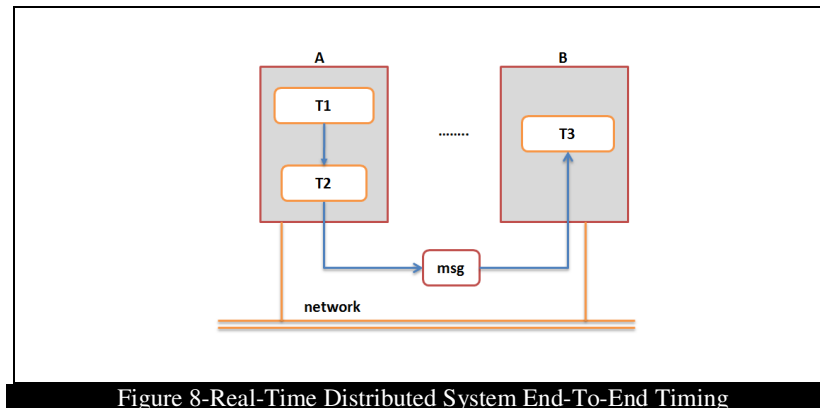 A B
T1
........
T3
T2
msg
network
Figure 8-Real-Time Distributed System End-To-End Timing